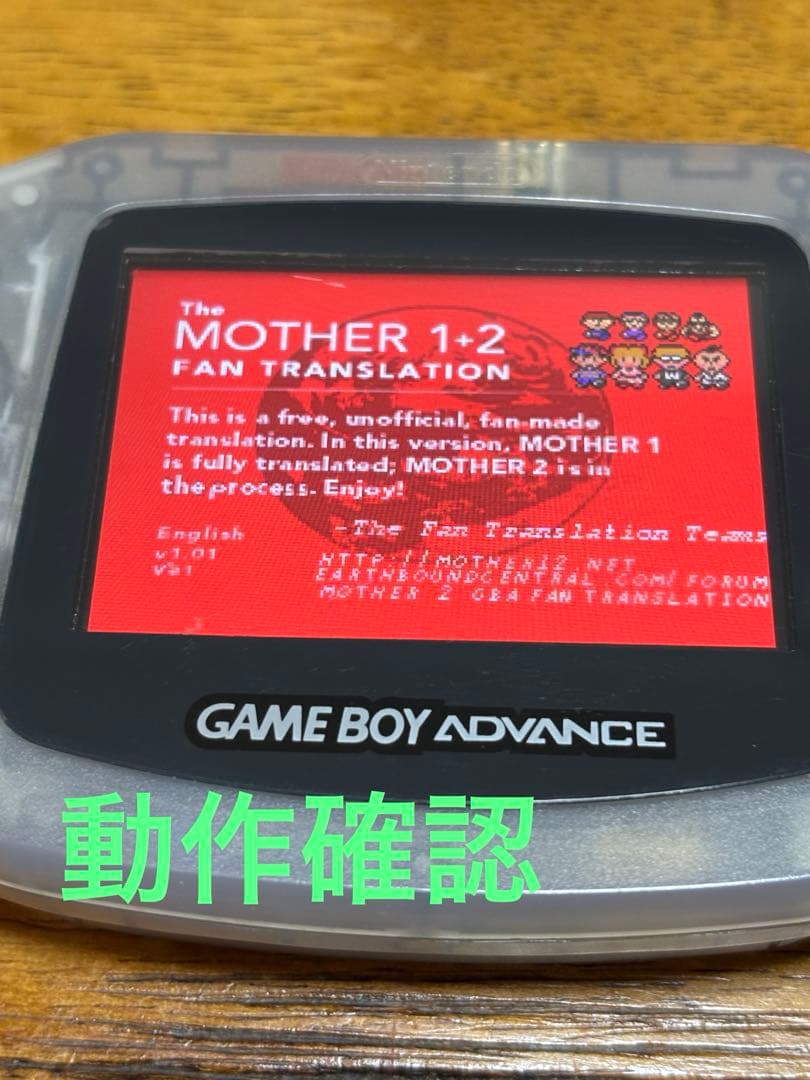 Nintendo
The
MOTHER 1+2
FAN TRANSLATION
This is a free, unofficial, fan-made
translation. In this version, MOTHER 1
is fully translated; MOTHER 2 is in
the process. Enjoy!
-The Fan Translation Teams
English
v1.01
HTTP://MOTHER12.NET
EARTHBOUNDCENTRAL.COM/FORUM
MOTHER 2 GBA FAN TRANSLATION
GAME BOY ADVANCE
動作確認